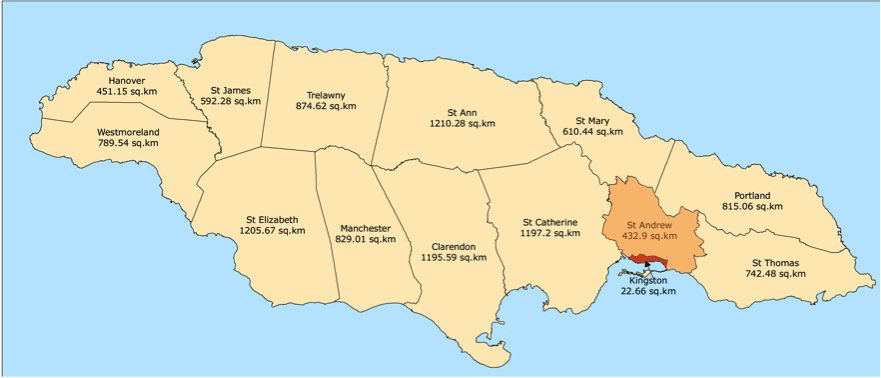 Hanover
451.15 sq.km
St James
592.28 sq.km
Trelawny
874.62 sq.km
St Ann
1210.28 sq.km
St Mary
610.44 sq.km
Westmoreland
789.54 sq.km
Portland
815.06 sq.km
St Elizabeth
1205.67 sq.km
Manchester
829.01 sq.km
Clarendon
1195.59 sq.km
St Catherine
1197.2 sq.km
St Andrew
432.9 sq.km
St Thomas
742.48 sq.km
Kingston
22.66 sq.km